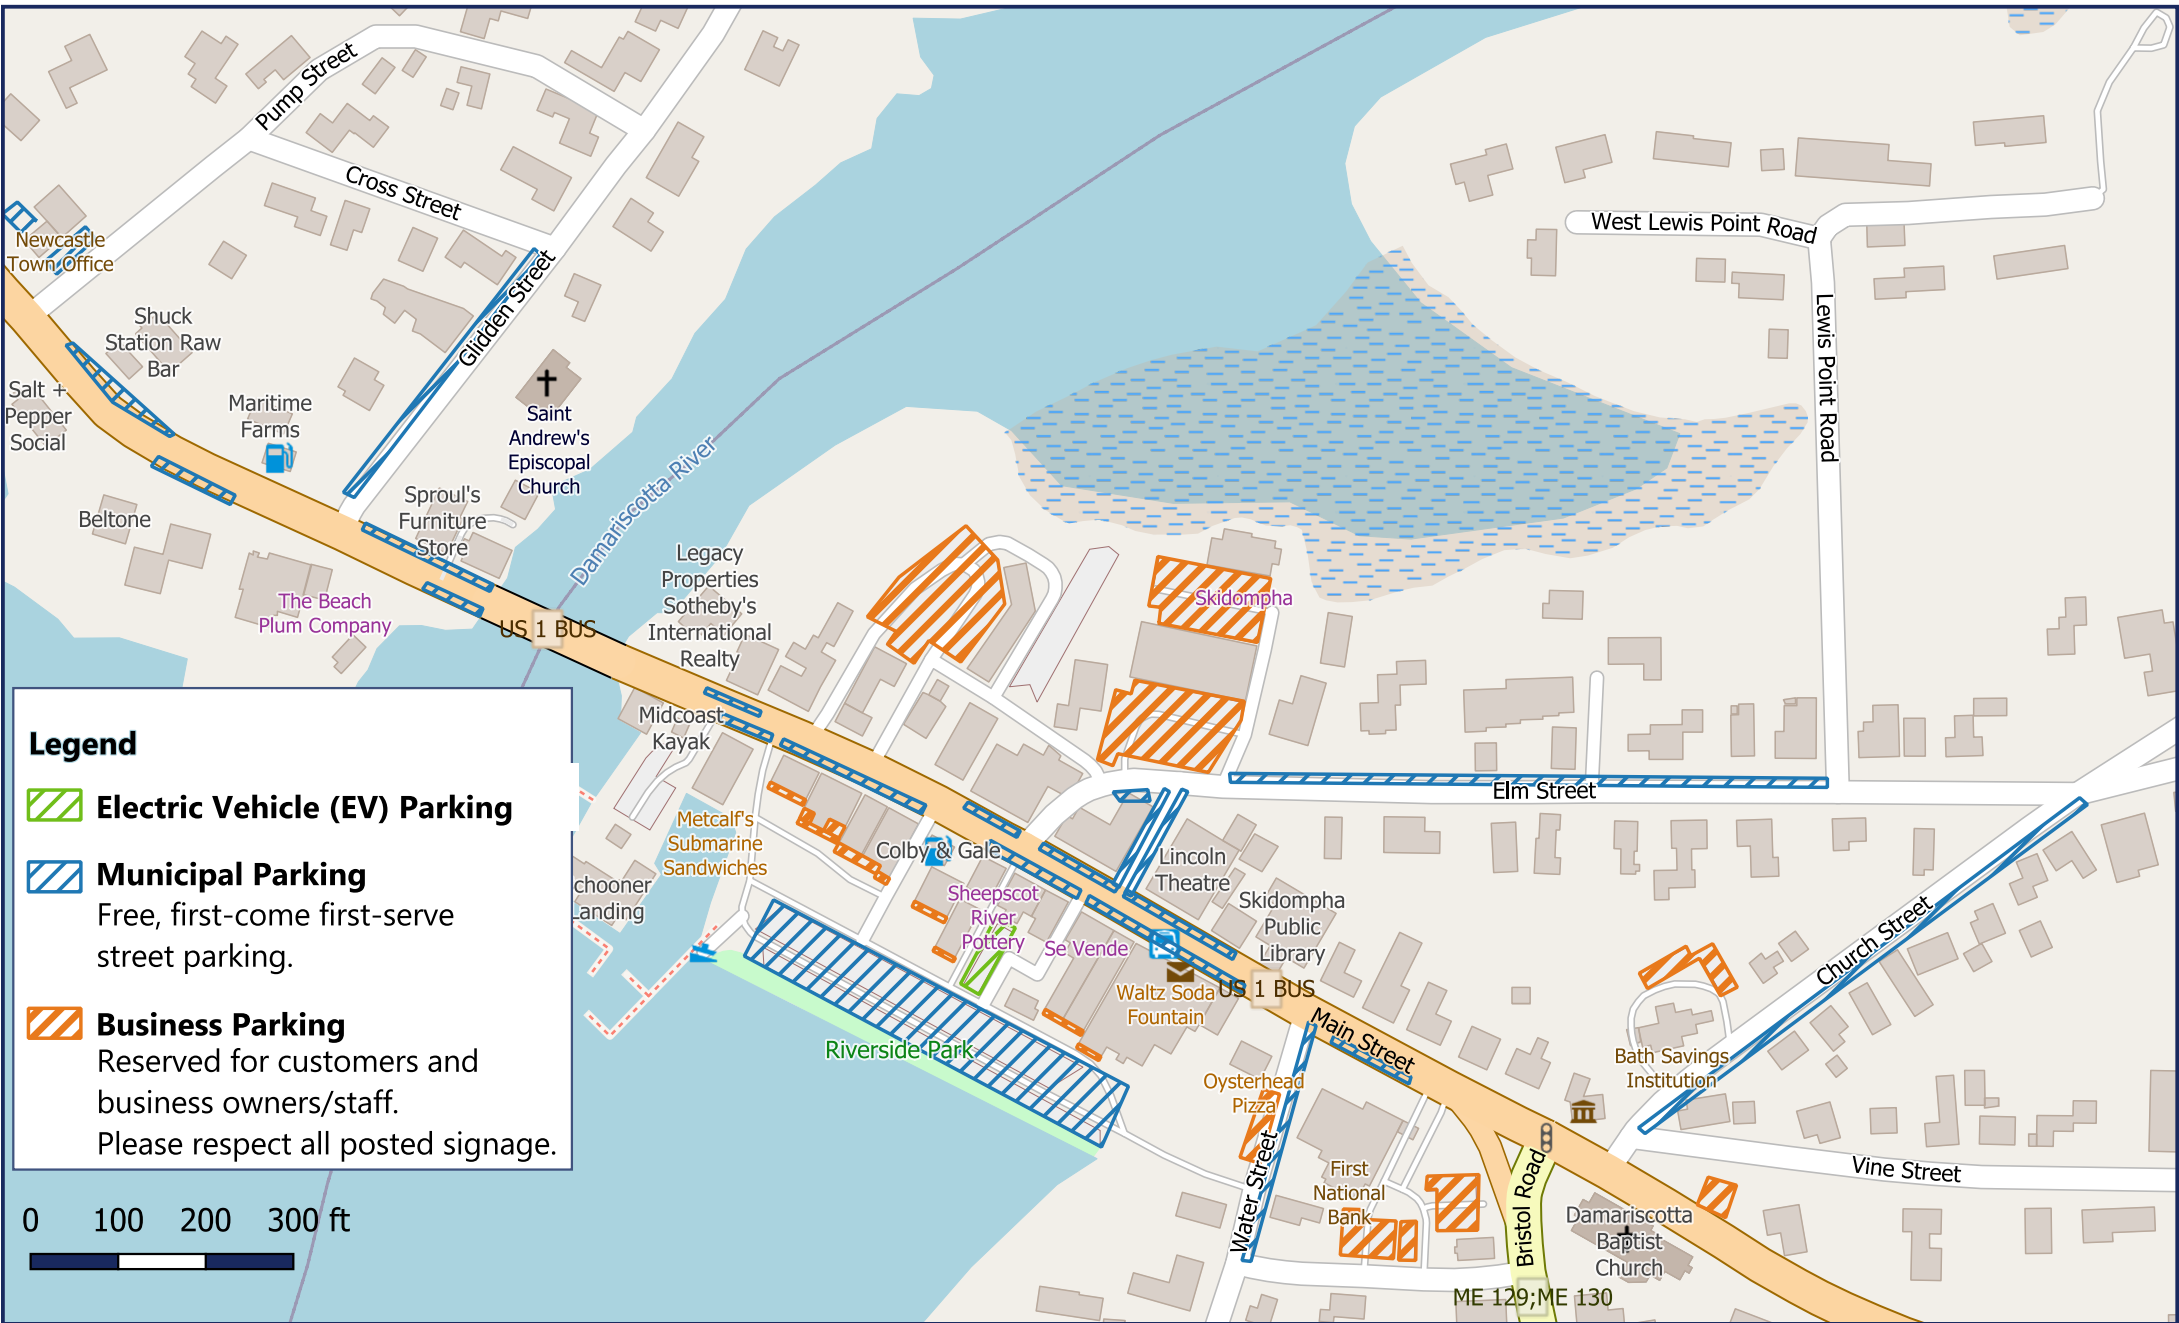 Pump Street
Cross Street
Glidden Street
West Lewis Point Road
Lewis Point Road
Newcastle
Town Office
Shuck
Station Raw
Bar
Salt +
Pepper
Social
Maritime
Farms
Saint
Andrew's
Episcopal
Church
Beltone
Sproul's
Furniture
Store
The Beach
Plum Company
Damariscotta River
US 1 BUS
Legacy
Properties
Sotheby's
International
Realty
Skidompha
Midcoast
Kayak
Elm Street
Metcalf's
Submarine
Sandwiches
Colby & Gale
Lincoln
Theatre
chooner
Landing
Sheepscot
River
Pottery
Se Vende
Skidompha
Public
Library
Waltz Soda
Fountain
US 1 BUS
Main Street
Church Street
Riverside Park
Oysterhead
Pizza
Bath Savings
Institution
Water Street
First
National
Bank
Bristol Road
Vine Street
Damariscotta
Baptist
Church
ME 129;ME 130
Legend
Electric Vehicle (EV) Parking
Municipal Parking
Free, first-come first-serve
street parking.
Business Parking
Reserved for customers and
business owners/staff.
Please respect all posted signage.
0 100 200 300 ft